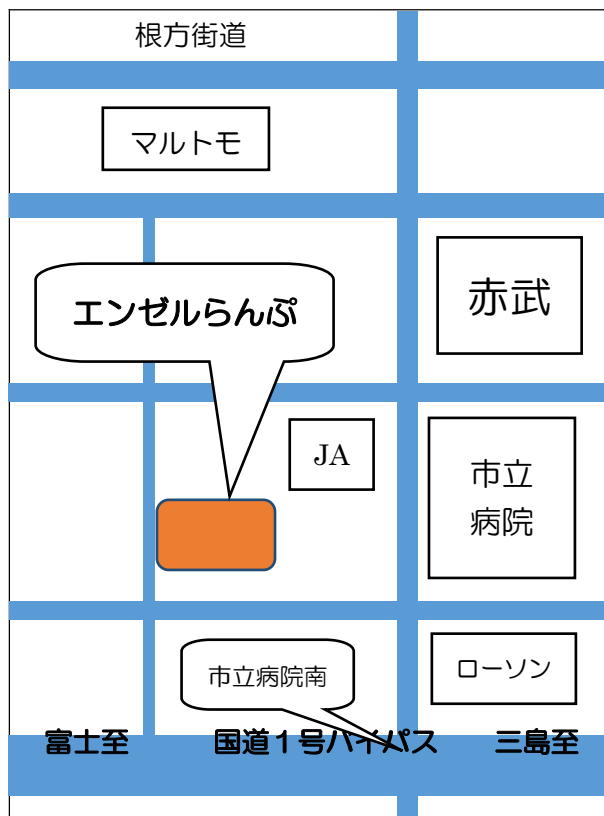 根方街道
マルトモ
赤武
エンゼルらんぷ
JA
市立
病院
市立病院南
ローソン
富士至
国道１号バイパス
三島至